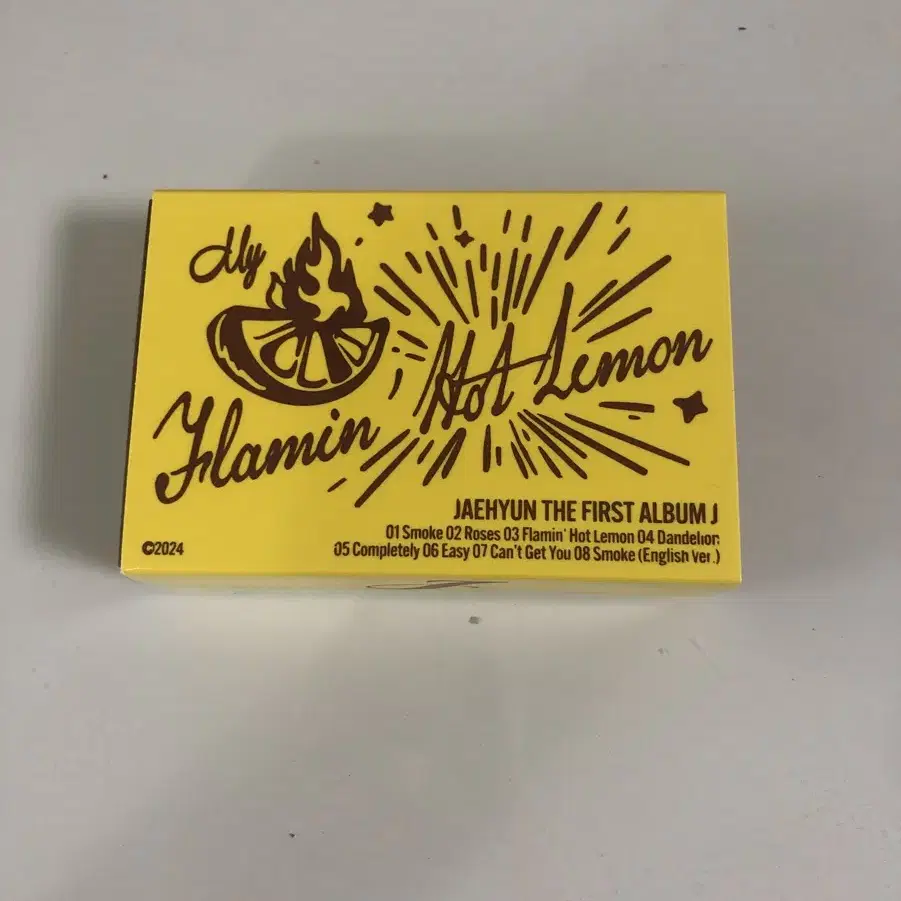 My
Flamin Hot Lemon
JAEHYUN THE FIRST ALBUM J
01 Smoke 02 Roses 03 Flamin' Hot Lemon 04 Dandelion
05 Completely 06 Easy 07 Can't Get You 08 Smoke (English Ver.)
©2024